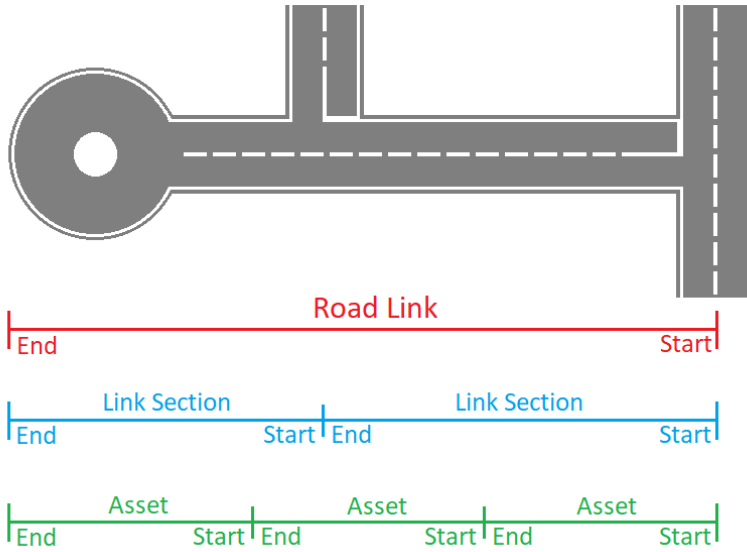 Road Link
End Start
Link Section Link Section
End Start End Start
Asset Asset Asset
End Start End Start End Start